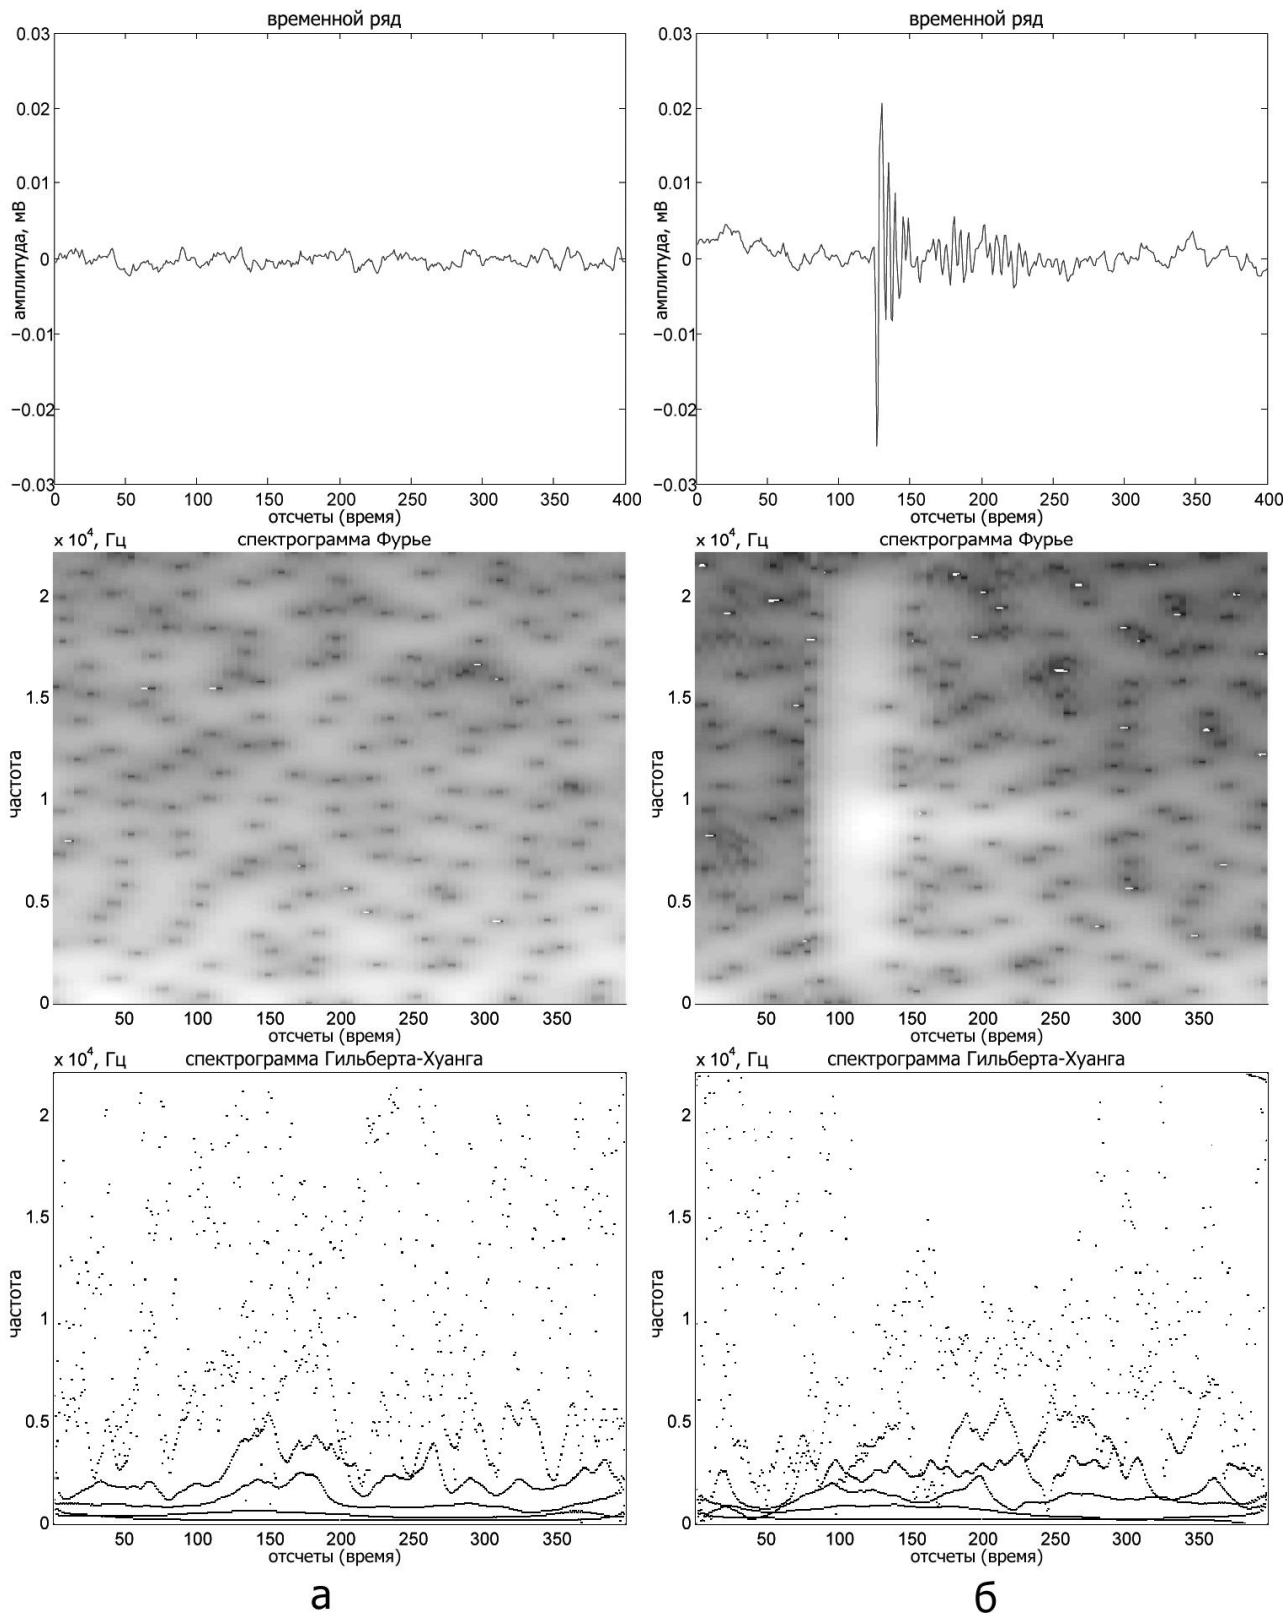 временной ряд
0.03
0.02
0.01
0
−0.01
−0.02
−0.03
амплитуда, мВ
0 50 100 150 200 250 300 350 400
отсчеты (время)
временной ряд
0.03
0.02
0.01
0
−0.01
−0.02
−0.03
амплитуда, мВ
0 50 100 150 200 250 300 350 400
отсчеты (время)
x 10⁴, Гц
спектрограмма Фурье
2
1.5
1
0.5
0
частота
50 100 150 200 250 300 350
отсчеты (время)
x 10⁴, Гц
спектрограмма Фурье
2
1.5
1
0.5
0
частота
50 100 150 200 250 300 350
отсчеты (время)
x 10⁴, Гц
спектрограмма Гильберта-Хуанга
2
1.5
1
0.5
0
частота
50 100 150 200 250 300 350
отсчеты (время)
x 10⁴, Гц
спектрограмма Гильберта-Хуанга
2
1.5
1
0.5
0
частота
50 100 150 200 250 300 350
отсчеты (время)
а
б